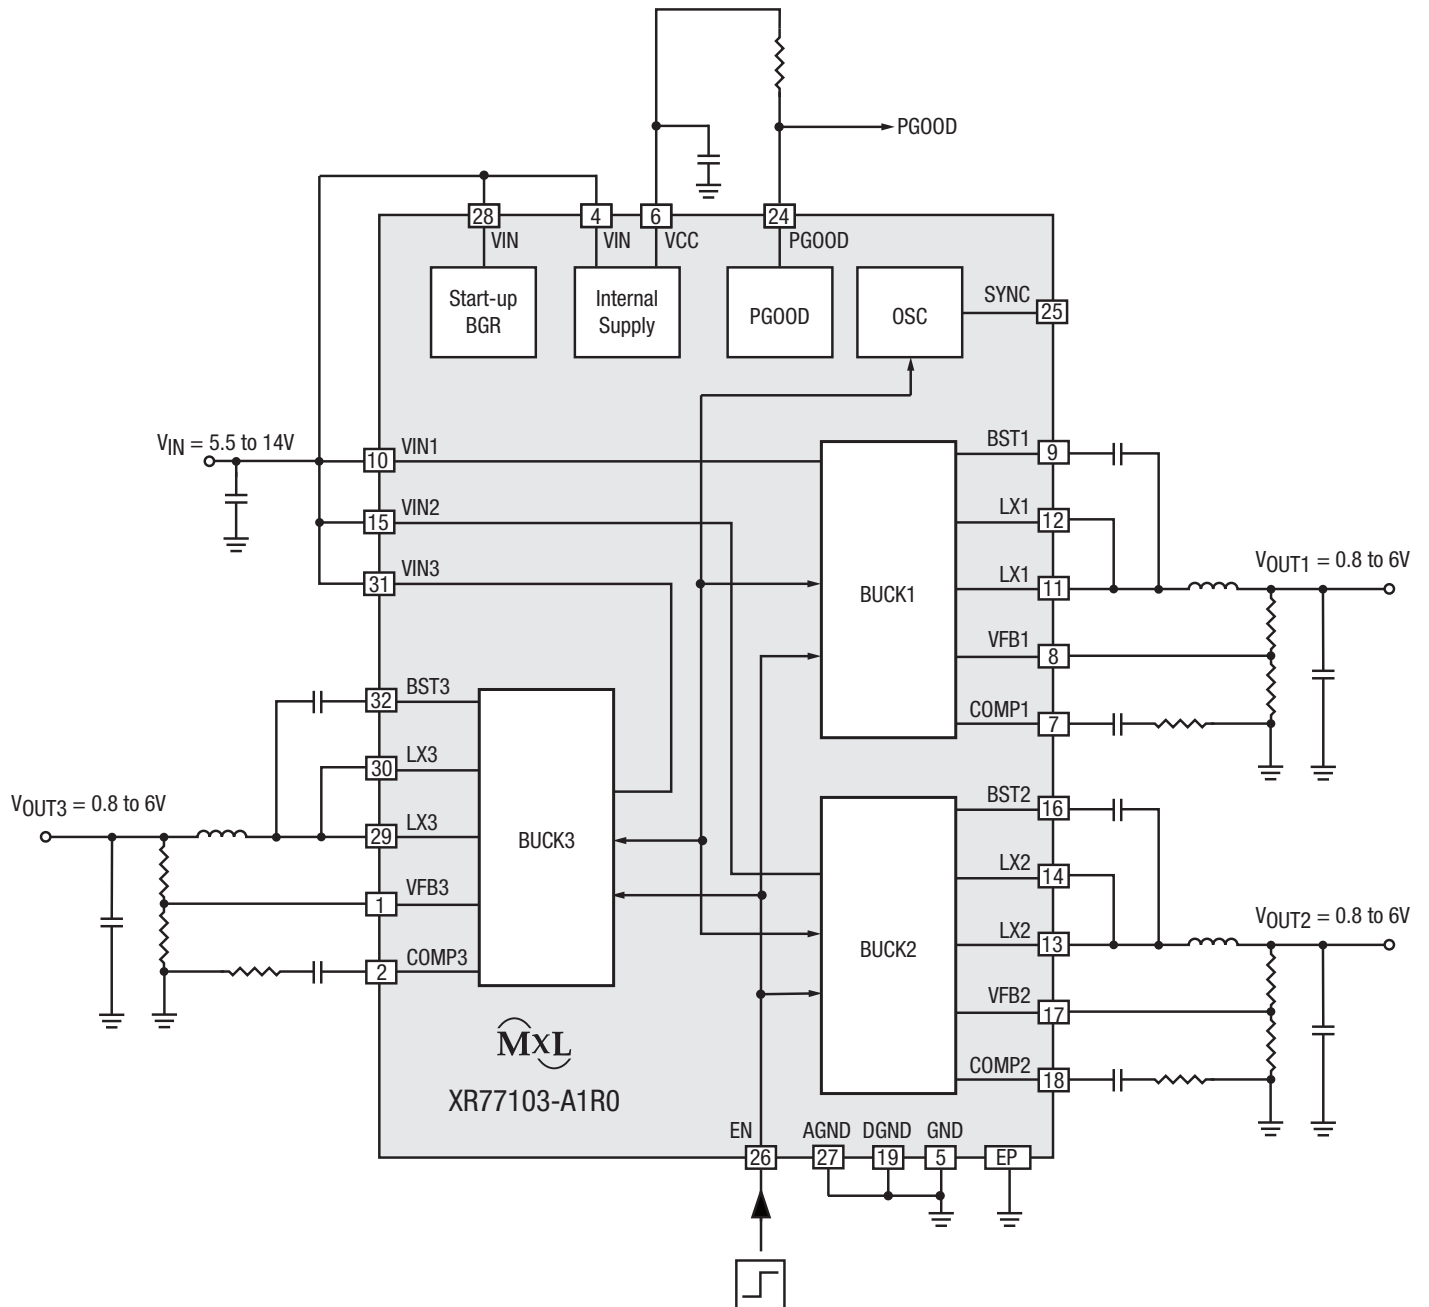 PGOOD
28
4
6
24
VIN
VIN
VCC
PGOOD
Start-up
BGR
Internal
Supply
PGOOD
OSC
SYNC
25
VIN = 5.5 to 14V
10
VIN1
15
VIN2
31
VIN3
BUCK1
BST1
9
LX1
12
LX1
11
VFB1
8
COMP1
7
VOUT1 = 0.8 to 6V
VOUT3 = 0.8 to 6V
32
BST3
30
LX3
29
LX3
1
VFB3
2
COMP3
BUCK3
BUCK2
BST2
16
LX2
14
LX2
13
VFB2
17
COMP2
18
VOUT2 = 0.8 to 6V
MXL
XR77103-A1R0
EN
AGND
DGND
GND
26
27
19
5
EP